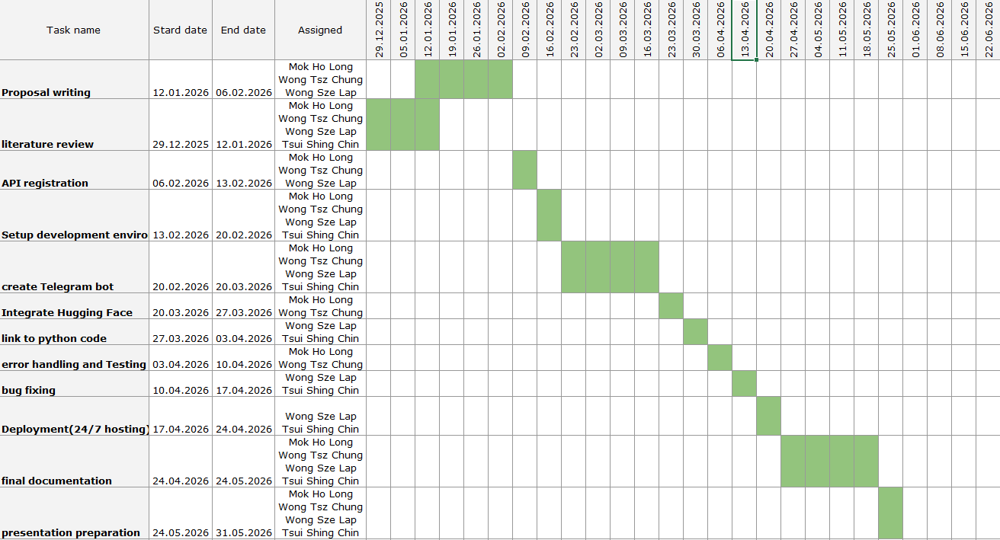 Task name Stard date End date Assigned 29.12.2025 05.01.2026 12.01.2026 19.01.2026 26.01.2026 02.02.2026 09.02.2026 16.02.2026 23.02.2026 02.03.2026 09.03.2026 16.03.2026 23.03.2026 30.03.2026 06.04.2026 13.04.2026 20.04.2026 27.04.2026 04.05.2026 11.05.2026 18.05.2026 25.05.2026 01.06.2026 08.06.2026 15.06.2026 22.06.2026
Mok Ho Long
Wong Tsz Chung
Proposal writing 12.01.2026 06.02.2026 Wong Sze Lap
Mok Ho Long
Wong Tsz Chung
Wong Sze Lap
literature review 29.12.2025 12.01.2026 Tsui Shing Chin
Mok Ho Long
Wong Tsz Chung
API registration 06.02.2026 13.02.2026 Wong Sze Lap
Mok Ho Long
Wong Tsz Chung
Wong Sze Lap
Setup development enviro 13.02.2026 20.02.2026 Tsui Shing Chin
Mok Ho Long
Wong Tsz Chung
Wong Sze Lap
create Telegram bot 20.02.2026 20.03.2026 Tsui Shing Chin
Mok Ho Long
Integrate Hugging Face 20.03.2026 27.03.2026 Wong Tsz Chung
Wong Sze Lap
link to python code 27.03.2026 03.04.2026 Tsui Shing Chin
Mok Ho Long
error handling and Testing 03.04.2026 10.04.2026 Wong Tsz Chung
Wong Sze Lap
bug fixing 10.04.2026 17.04.2026 Tsui Shing Chin
Wong Sze Lap
Deployment(24/7 hosting) 17.04.2026 24.04.2026 Tsui Shing Chin
Mok Ho Long
Wong Tsz Chung
Wong Sze Lap
final documentation 24.04.2026 24.05.2026 Tsui Shing Chin
Mok Ho Long
Wong Tsz Chung
Wong Sze Lap
presentation preparation 24.05.2026 31.05.2026 Tsui Shing Chin